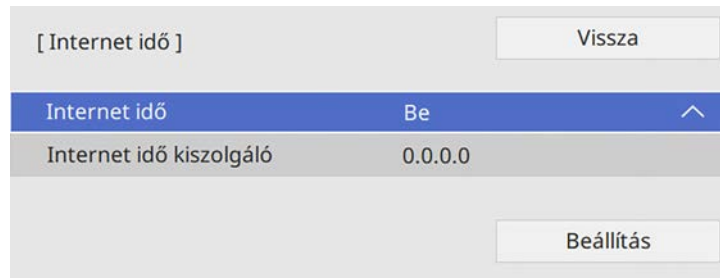 [ Internet idő ]
Vissza
Internet idő Be
Internet idő kiszolgáló 0.0.0.0
Beállítás